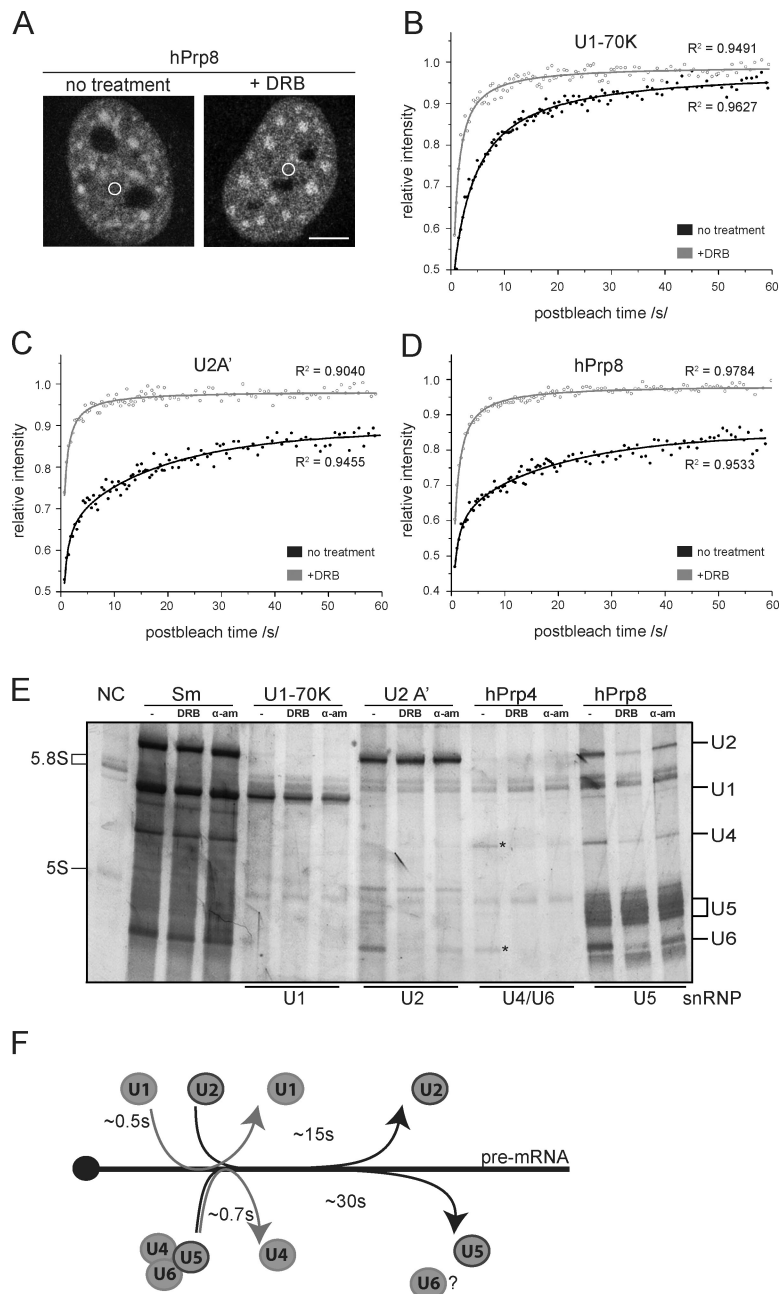 A
hPrp8
no treatment
+ DRB
B
U1-70K
R² = 0.9491
R² = 0.9627
relative intensity
1.0
0.9
0.8
0.7
0.6
0.5
0 10 20 30 40 50 60
postbleach time /s/
no treatment
+DRB
C
U2A'
R² = 0.9040
R² = 0.9455
relative intensity
1.0
0.9
0.8
0.7
0.6
0.5
0 10 20 30 40 50 60
postbleach time /s/
no treatment
+DRB
D
hPrp8
R² = 0.9784
R² = 0.9533
relative intensity
1.0
0.9
0.8
0.7
0.6
0.5
0.4
0 10 20 30 40 50 60
postbleach time /s/
no treatment
+DRB
E
NC Sm U1-70K U2 A' hPrp4 hPrp8
- DRB α-am - DRB α-am - DRB α-am - DRB α-am - DRB α-am
5.8S
5S
U2
U1
U4
U5
U6
*
*
U1 U2 U4/U6 U5 snRNP
F
U1 U2 U1 U2
~0.5s
~15s
pre-mRNA
~0.7s
~30s
U4
U6
U5
U4
U5
U6 ?